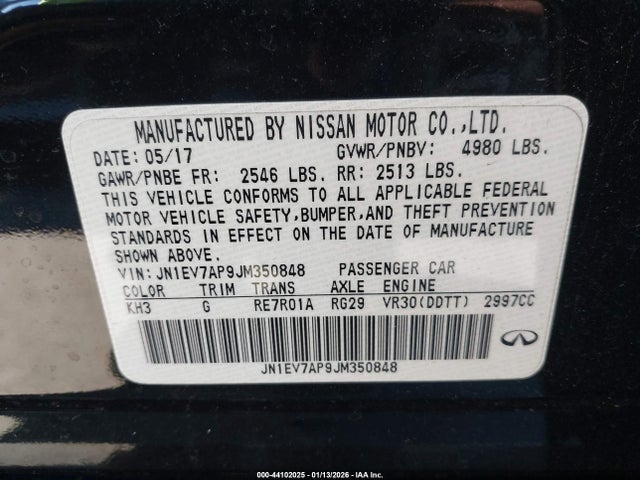 MANUFACTURED BY NISSAN MOTOR CO.,LTD.
DATE: 05/17 GVWR/PNBV: 4980 LBS.
GAWR/PNBE FR: 2546 LBS. RR: 2513 LBS.
THIS VEHICLE CONFORMS TO ALL APPLICABLE FEDERAL
MOTOR VEHICLE SAFETY,BUMPER,AND THEFT PREVENTION
STANDARDS IN EFFECT ON THE DATE OF MANUFACTURE
SHOWN ABOVE.
VIN: JN1EV7AP9JM350848 PASSENGER CAR
COLOR TRIM TRANS AXLE ENGINE
KH3 G RE7R01A RG29 VR30(DDTT) 2997CC
JN1EV7AP9JM350848
000-44102025 - 01/13/2026 - IAA Inc.